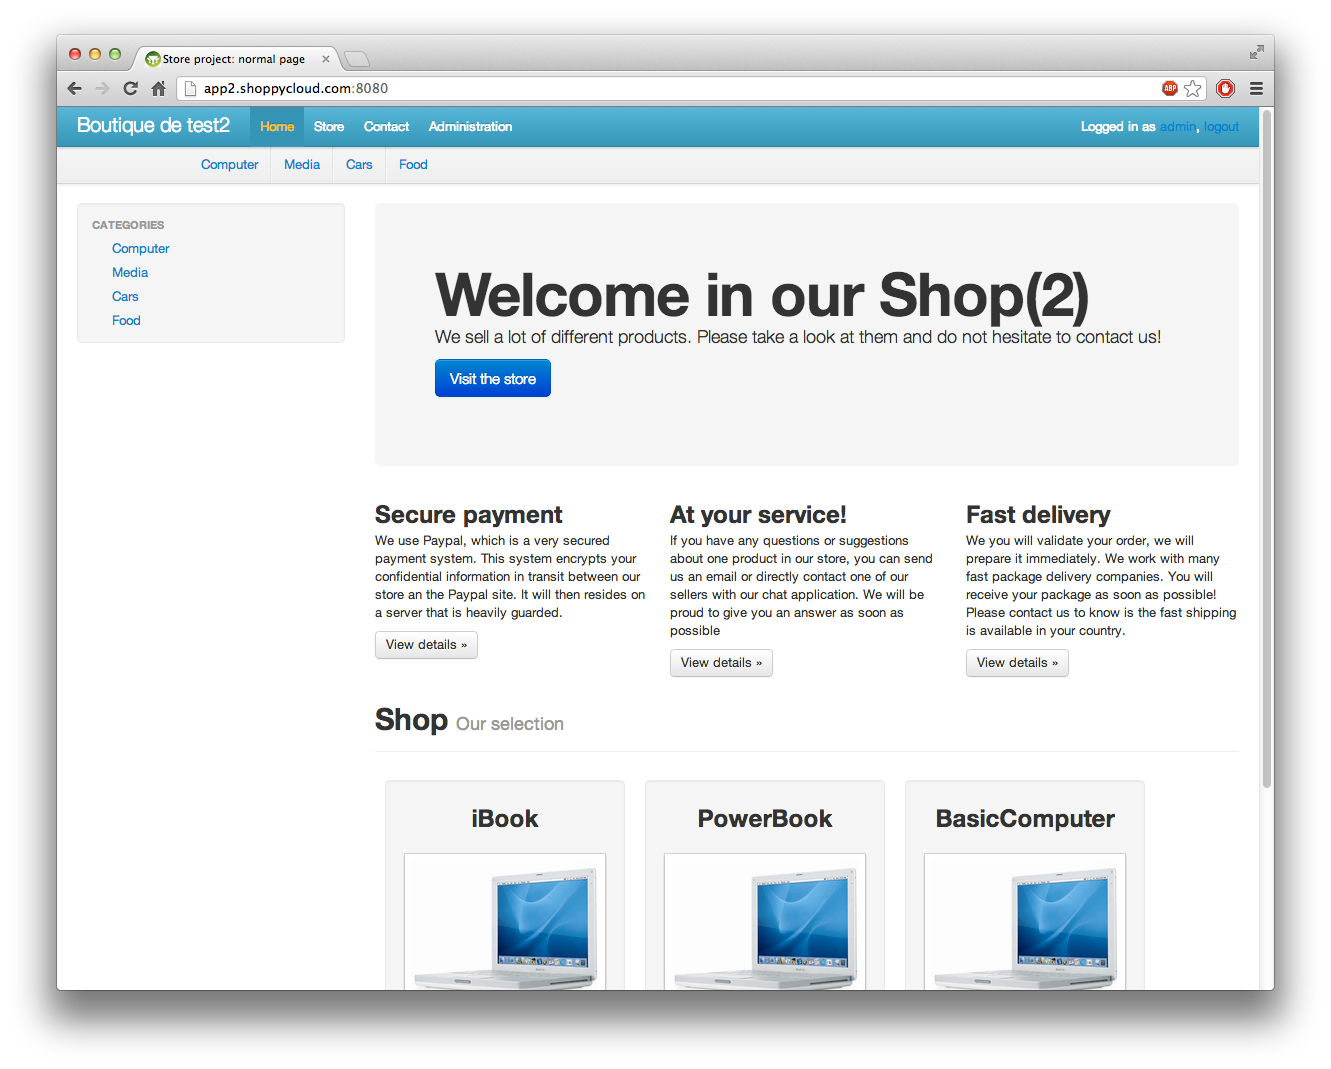 Store project: normal page
app2.shoppycloud.com:8080
ABP
Boutique de test2 Home Store Contact Administration Logged in as admin, logout
Computer Media Cars Food
CATEGORIES
Computer
Media
Cars
Food
Welcome in our Shop(2)
We sell a lot of different products. Please take a look at them and do not hesitate to contact us!
Visit the store
Secure payment
We use Paypal, which is a very secured
payment system. This system encrypts your
confidential information in transit between our
store an the Paypal site. It will then resides on
a server that is heavily guarded.
View details »
At your service!
If you have any questions or suggestions
about one product in our store, you can send
us an email or directly contact one of our
sellers with our chat application. We will be
proud to give you an answer as soon as
possible
View details »
Fast delivery
We you will validate your order, we will
prepare it immediately. We work with many
fast package delivery companies. You will
receive your package as soon as possible!
Please contact us to know is the fast shipping
is available in your country.
View details »
Shop Our selection
iBook
PowerBook
BasicComputer